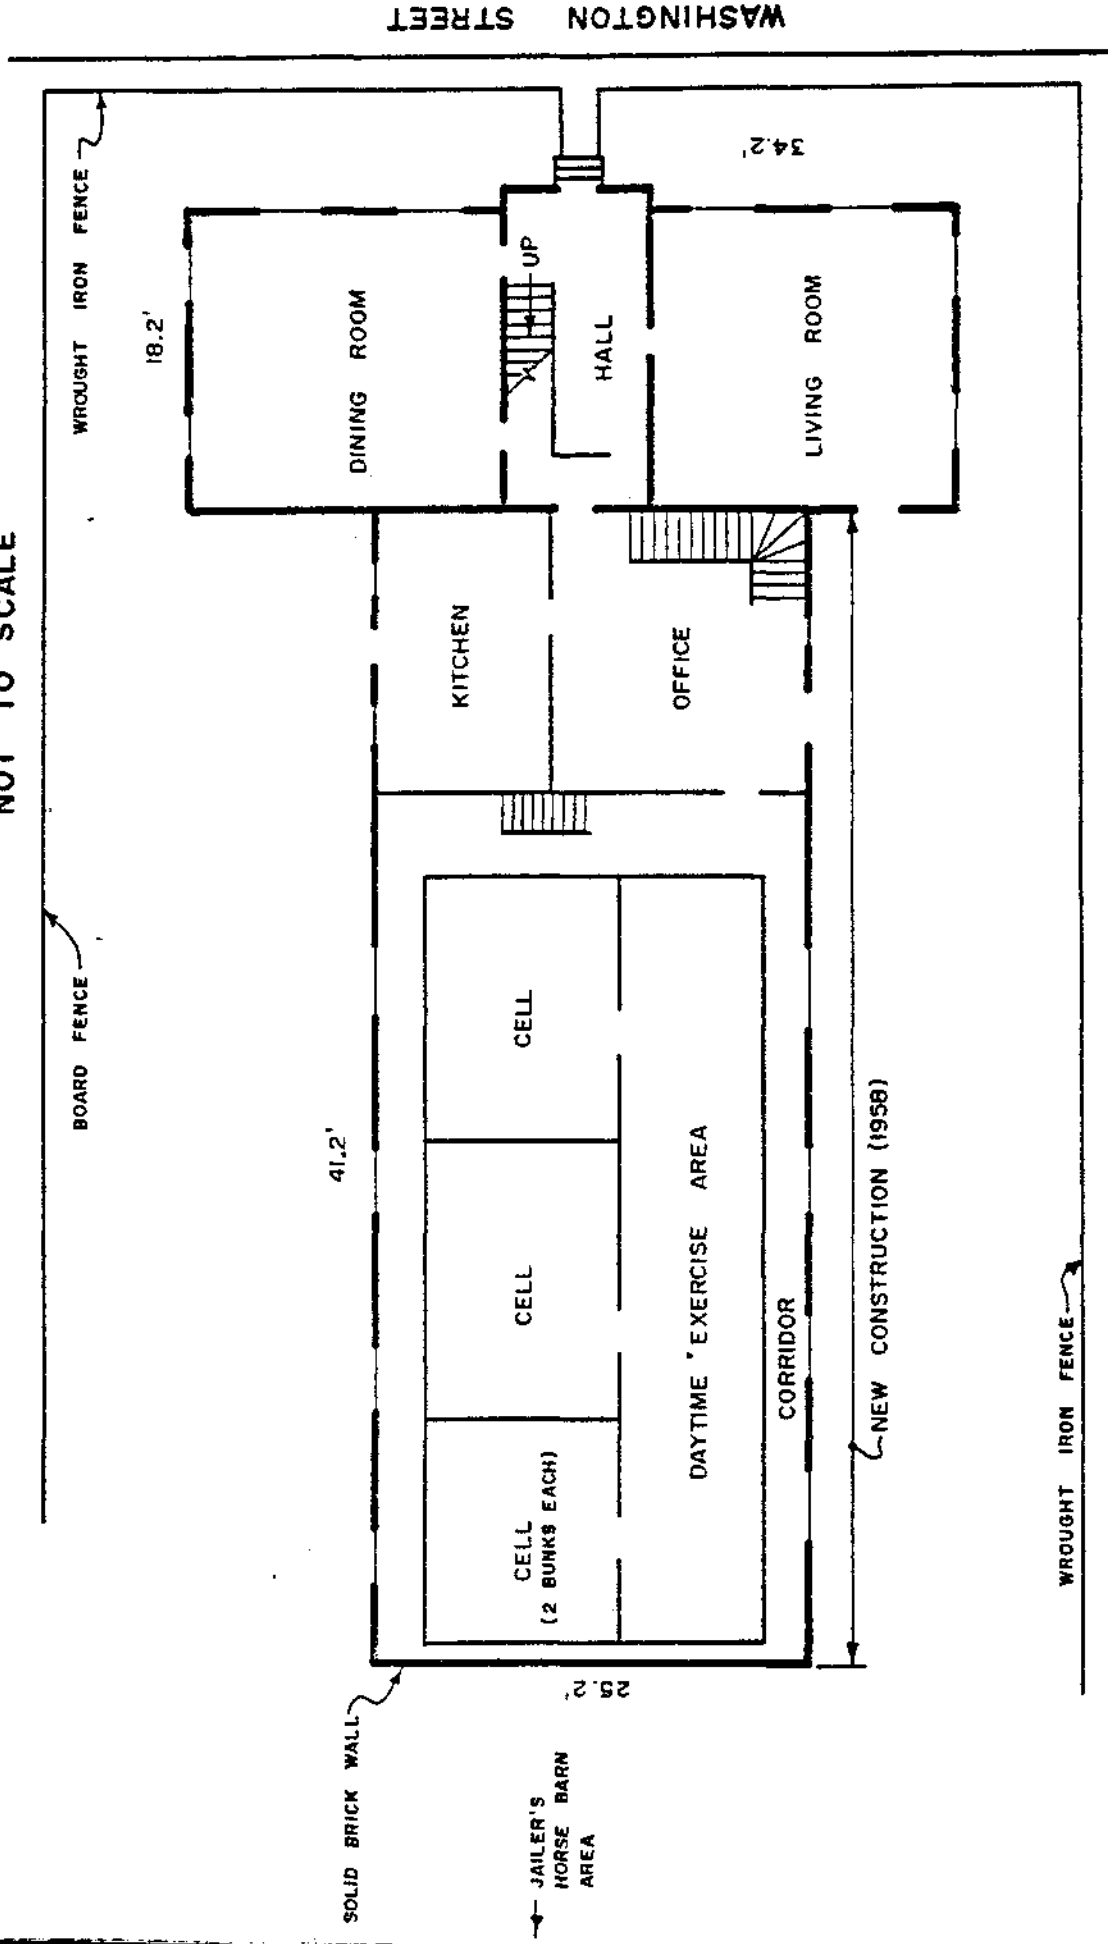 WASHINGTON STREET
NOT TO SCALE
WROUGHT IRON FENCE
BOARD FENCE
18.2'
34.2'
DINING ROOM
UP
HALL
LIVING ROOM
KITCHEN
OFFICE
41.2'
CELL
CELL
CELL
(2 BUNKS EACH)
DAYTIME EXERCISE AREA
CORRIDOR
NEW CONSTRUCTION (1958)
WROUGHT IRON FENCE
SOLID BRICK WALL
JAILER'S
HORSE BARN
AREA